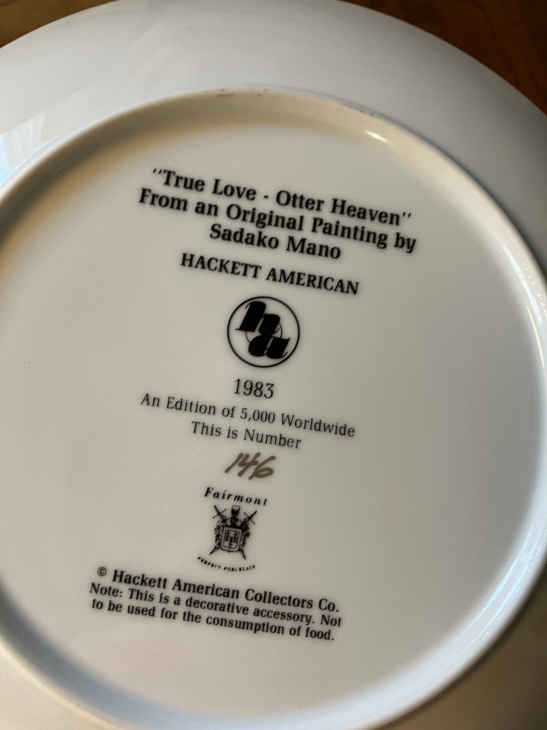 "True Love - Otter Heaven"
From an Original Painting by
Sadako Mano
HACKETT AMERICAN
ha
1983
An Edition of 5,000 Worldwide
This is Number
146
Fairmont
PORCELAIN
© Hackett American Collectors Co.
Note: This is a decorative accessory. Not
to be used for the consumption of food.